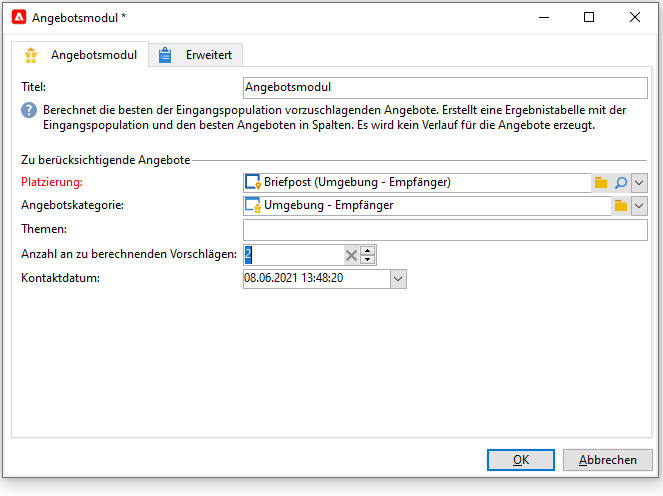 Angebotsmodul *
Angebotsmodul Erweitert
Titel: Angebotsmodul
Berechnet die besten der Eingangspopulation vorzuschlagenden Angebote. Erstellt eine Ergebnistabelle mit der
Eingangspopulation und den besten Angeboten in Spalten. Es wird kein Verlauf für die Angebote erzeugt.
Zu berücksichtigende Angebote
Platzierung: Briefpost (Umgebung - Empfänger)
Angebotskategorie: Umgebung - Empfänger
Themen:
Anzahl an zu berechnenden Vorschlägen: 2
Kontaktdatum: 08.06.2021 13:48:20
OK Abbrechen